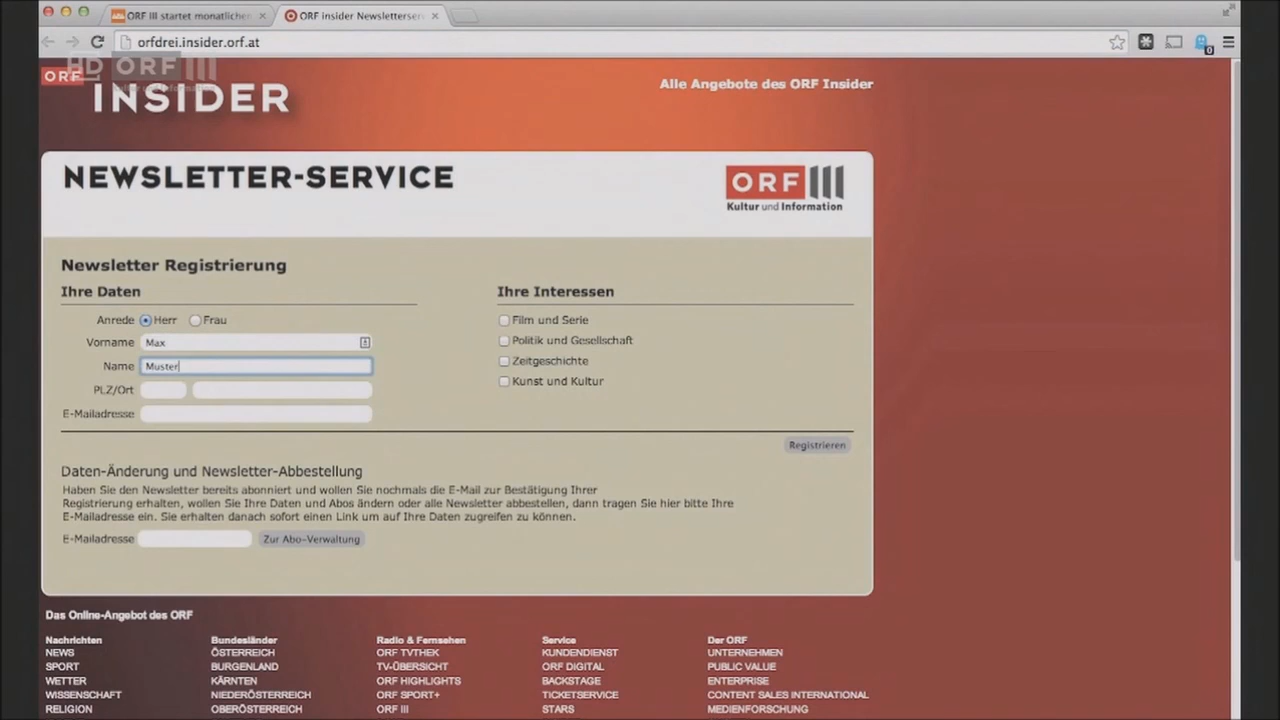 ORF III startet monatlichen
ORF insider Newsletterserv
orfdrei.insider.orf.at
0
HD ORF III
ORF
INSIDER
Alle Angebote des ORF Insider
NEWSLETTER-SERVICE
ORF III
Kultur und Information
Newsletter Registrierung
Ihre Daten
Ihre Interessen
Anrede Herr Frau
Film und Serie
Vorname Max
Politik und Gesellschaft
Name Muster
Zeitgeschichte
PLZ/Ort
Kunst und Kultur
E-Mailadresse
Registrieren
Daten-Änderung und Newsletter-Abbestellung
Haben Sie den Newsletter bereits abonniert und wollen Sie nochmals die E-Mail zur Bestätigung Ihrer
Registrierung erhalten, wollen Sie Ihre Daten und Abos ändern oder alle Newsletter abbestellen, dann tragen Sie hier bitte Ihre
E-Mailadresse ein. Sie erhalten danach sofort einen Link um auf Ihre Daten zugreifen zu können.
E-Mailadresse Zur Abo-Verwaltung
Das Online-Angebot des ORF
Nachrichten Bundesländer Radio & Fernsehen Service Der ORF
NEWS ÖSTERREICH ORF TVTHEK KUNDENDIENST UNTERNEHMEN
SPORT BURGENLAND TV-ÜBERSICHT ORF DIGITAL PUBLIC VALUE
WETTER KÄRNTEN ORF HIGHLIGHTS BACKSTAGE ENTERPRISE
WISSENSCHAFT NIEDERÖSTERREICH ORF SPORT+ TICKETSERVICE CONTENT SALES INTERNATIONAL
RELIGION OBERÖSTERREICH ORF III STARS MEDIENFORSCHUNG